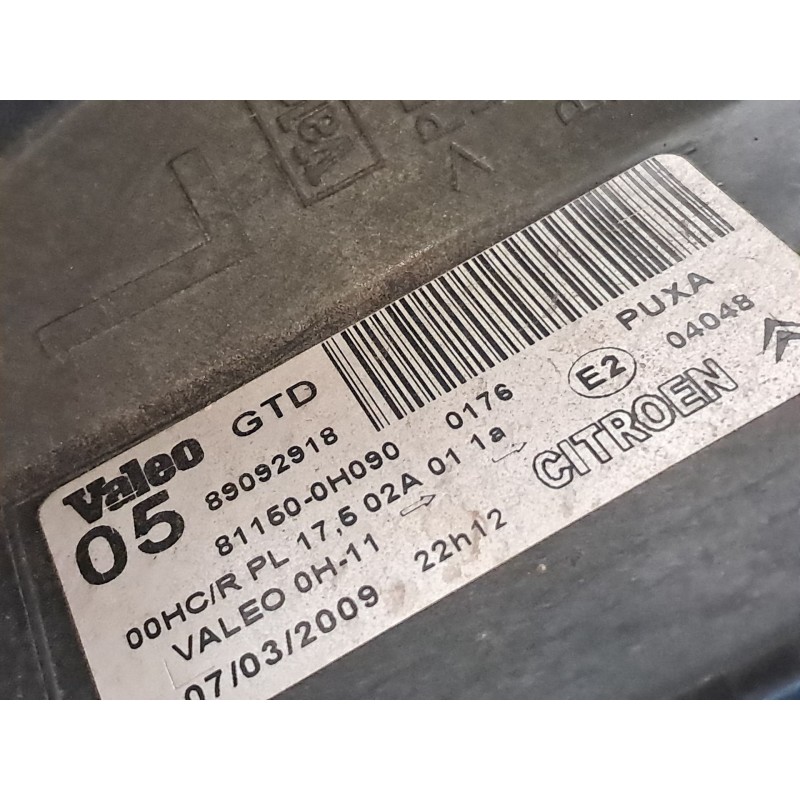 Valeo GTD
05 89092918
81150-0H090 0176 E2 PUXA
00HC/R PL 17,5 02A 01 1a 04048
VALEO 0H-11 CITROEN
07/03/2009 22h12